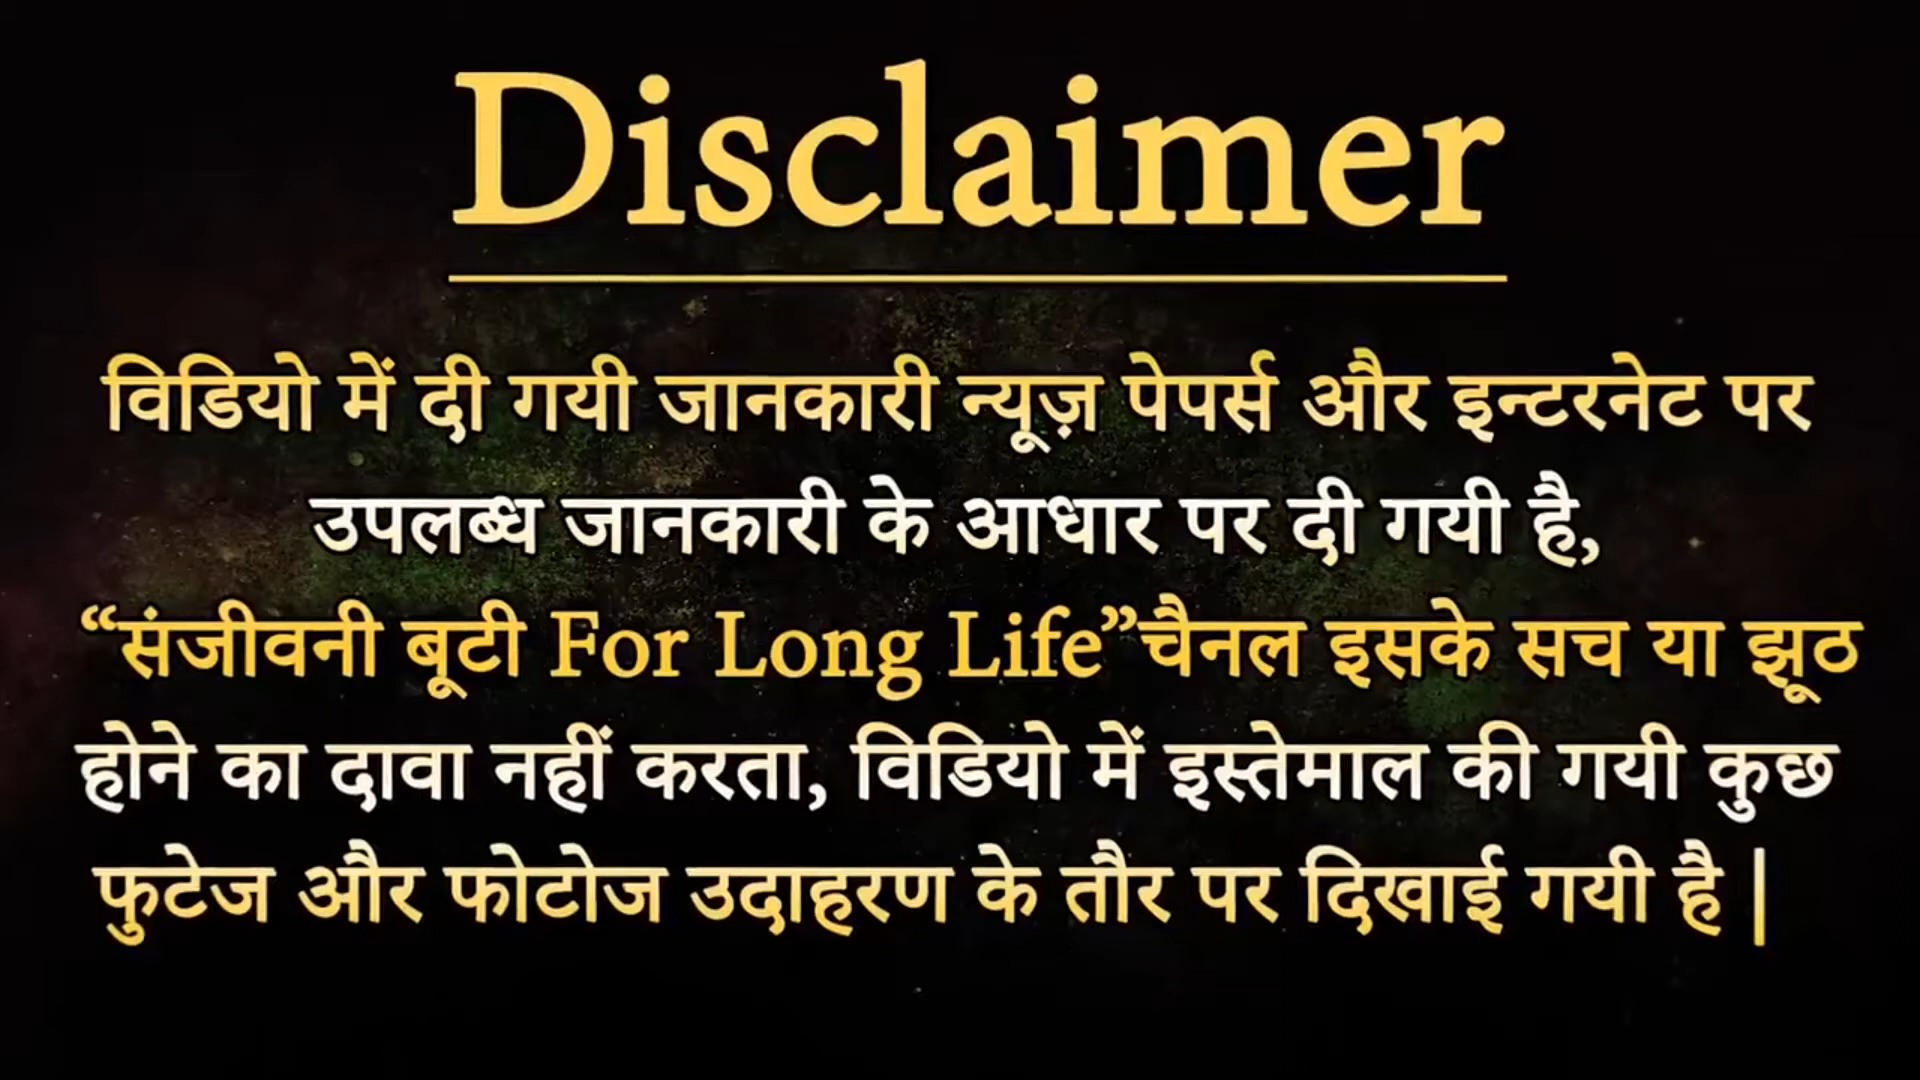 Disclaimer
विडियो में दी गयी जानकारी न्यूज़ पेपर्स और इन्टरनेट पर
उपलब्ध जानकारी के आधार पर दी गयी है,
“संजीवनी बूटी For Long Life”चैनल इसके सच या झूठ
होने का दावा नहीं करता, विडियो में इस्तेमाल की गयी कुछ
फुटेज और फोटोज उदाहरण के तौर पर दिखाई गयी है |